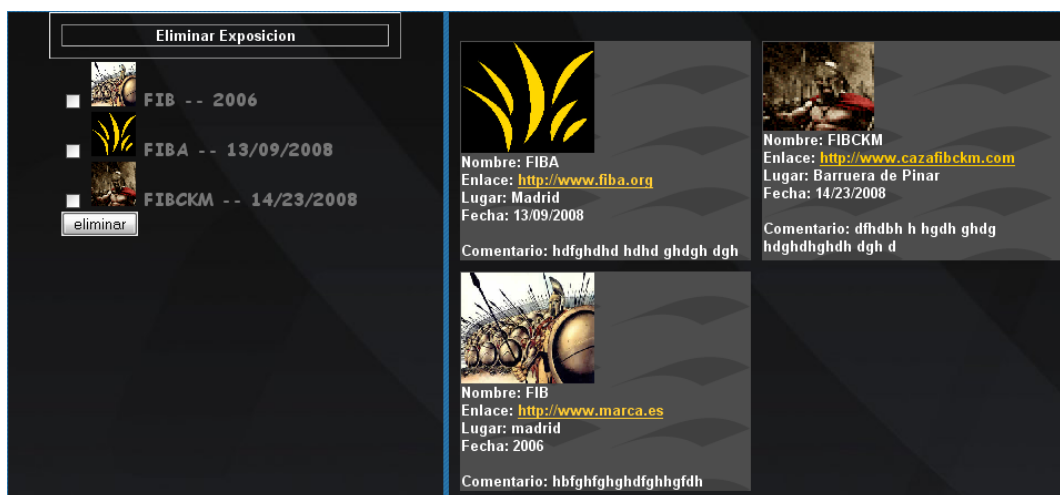 Eliminar Exposicion
FIB -- 2006
FIBA -- 13/09/2008
FIBCKM -- 14/23/2008
eliminar
Nombre: FIBA
Enlace: http://www.fiba.org
Lugar: Madrid
Fecha: 13/09/2008
Comentario: hdfghdhd hdhd ghdgh dgh
Nombre: FIBCKM
Enlace: http://www.cazafibckm.com
Lugar: Barruera de Pinar
Fecha: 14/23/2008
Comentario: dfhdbh h hgdh ghdg
hdghdhghdh dgh d
Nombre: FIB
Enlace: http://www.marca.es
Lugar: madrid
Fecha: 2006
Comentario: hbfghfghghdfghhgfdh